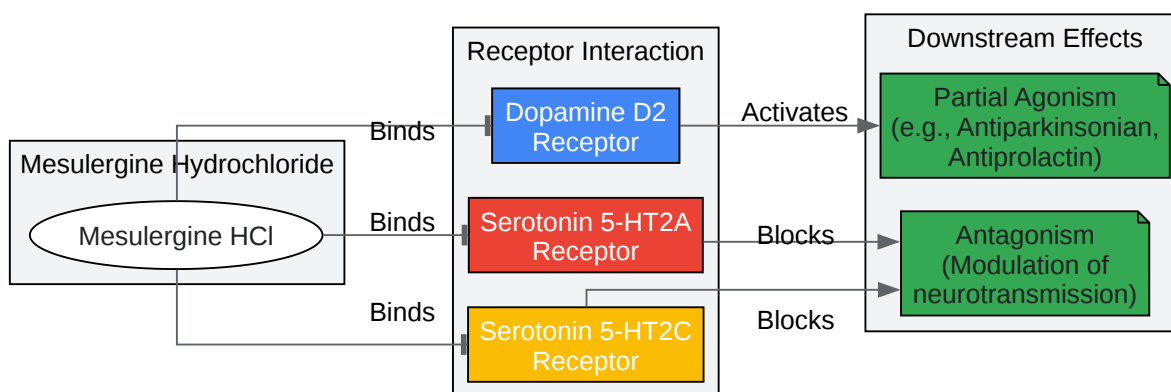 Mesulergine Hydrochloride
Mesulergine HCl
Binds
Binds
Binds
Receptor Interaction
Dopamine D2
Receptor
Serotonin 5-HT2A
Receptor
Serotonin 5-HT2C
Receptor
Activates
Blocks
Blocks
Downstream Effects
Partial Agonism
(e.g., Antiparkinsonian,
Antiprolactin)
Antagonism
(Modulation of
neurotransmission)